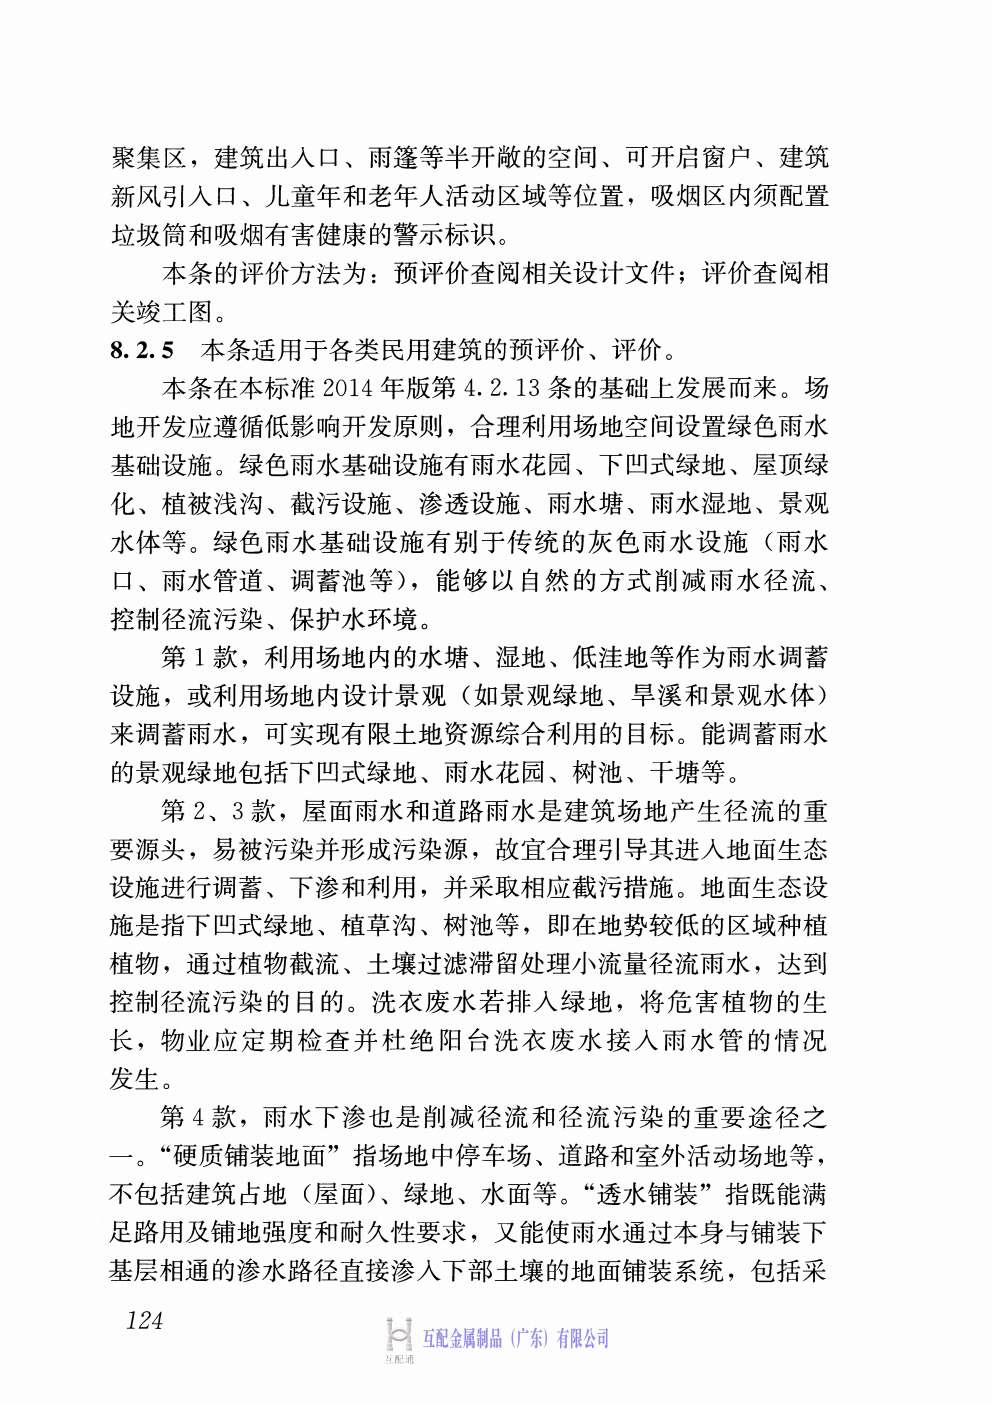 聚集区，建筑出入口、雨篷等半开敞的空间、可开启窗户、建筑
新风引入口、儿童年和老年人活动区域等位置，吸烟区内须配置
垃圾筒和吸烟有害健康的警示标识。
本条的评价方法为：预评价查阅相关设计文件；评价查阅相
关竣工图。
8.2.5 本条适用于各类民用建筑的预评价、评价。
本条在本标准 2014 年版第 4.2.13 条的基础上发展而来。场
地开发应遵循低影响开发原则，合理利用场地空间设置绿色雨水
基础设施。绿色雨水基础设施有雨水花园、下凹式绿地、屋顶绿
化、植被浅沟、截污设施、渗透设施、雨水塘、雨水湿地、景观
水体等。绿色雨水基础设施有别于传统的灰色雨水设施（雨水
口、雨水管道、调蓄池等），能够以自然的方式削减雨水径流、
控制径流污染、保护水环境。
第 1 款，利用场地内的水塘、湿地、低洼地等作为雨水调蓄
设施，或利用场地内设计景观（如景观绿地、旱溪和景观水体）
来调蓄雨水，可实现有限土地资源综合利用的目标。能调蓄雨水
的景观绿地包括下凹式绿地、雨水花园、树池、干塘等。
第 2、3 款，屋面雨水和道路雨水是建筑场地产生径流的重
要源头，易被污染并形成污染源，故宜合理引导其进入地面生态
设施进行调蓄、下渗和利用，并采取相应截污措施。地面生态设
施是指下凹式绿地、植草沟、树池等，即在地势较低的区域种植
植物，通过植物截流、土壤过滤滞留处理小流量径流雨水，达到
控制径流污染的目的。洗衣废水若排入绿地，将危害植物的生
长，物业应定期检查并杜绝阳台洗衣废水接入雨水管的情况
发生。
第 4 款，雨水下渗也是削减径流和径流污染的重要途径之
一。“硬质铺装地面”指场地中停车场、道路和室外活动场地等，
不包括建筑占地（屋面）、绿地、水面等。“透水铺装”指既能满
足路用及铺地强度和耐久性要求，又能使雨水通过本身与铺装下
基层相通的渗水路径直接渗入下部土壤的地面铺装系统，包括采
124
互配通
互配金属制品（广东）有限公司